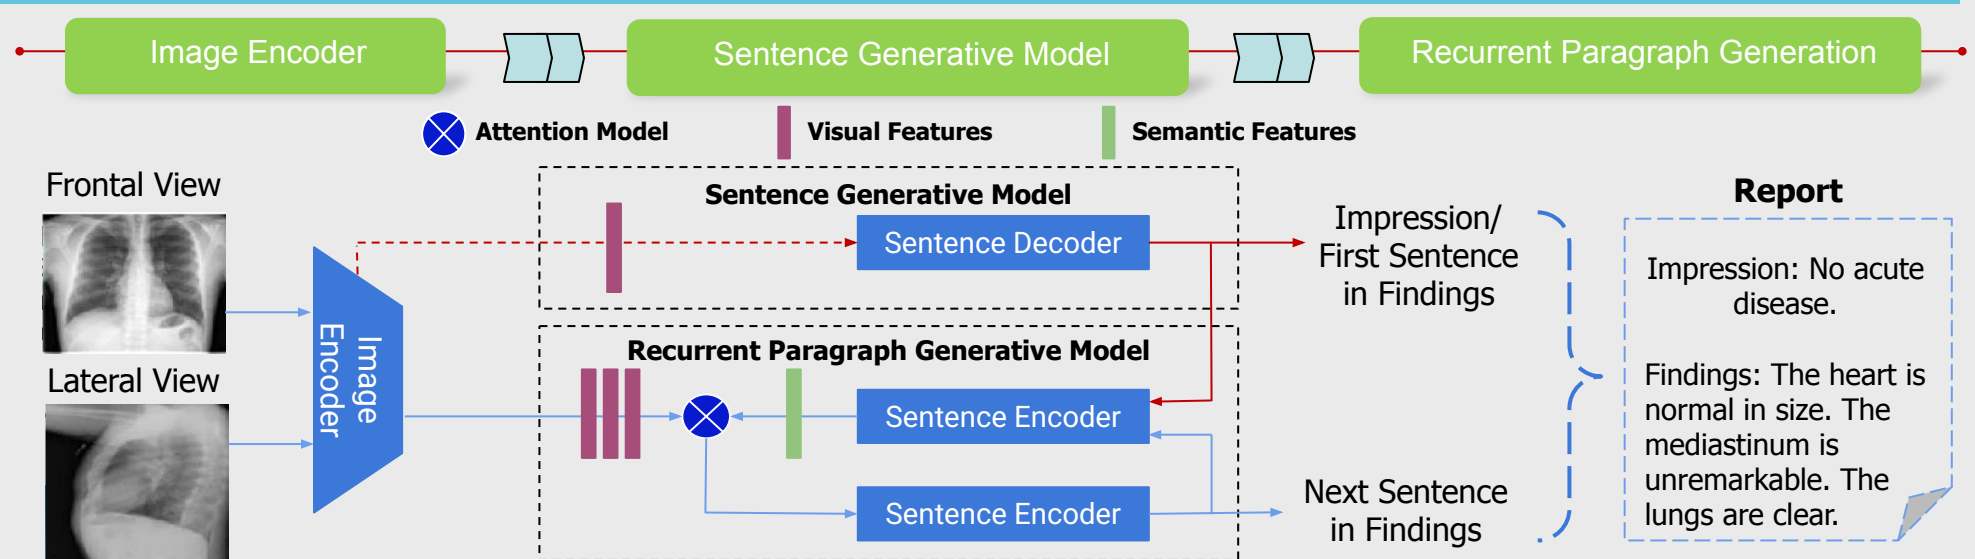 Image Encoder
Sentence Generative Model
Recurrent Paragraph Generation
Attention Model
Visual Features
Semantic Features
Frontal View
Lateral View
Image
Encoder
Sentence Generative Model
Sentence Decoder
Recurrent Paragraph Generative Model
Sentence Encoder
Sentence Encoder
Impression/
First Sentence
in Findings
Next Sentence
in Findings
Report
Impression: No acute
disease.
Findings: The heart is
normal in size. The
mediastinum is
unremarkable. The
lungs are clear.